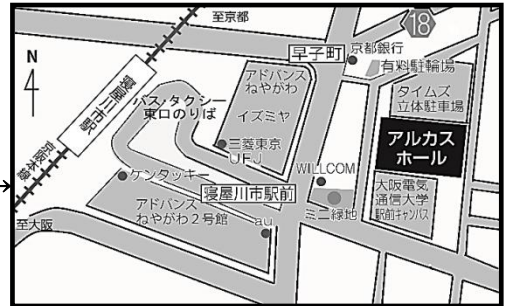 至京都
18
N
早子町
京都銀行
有料駐輪場
アドバンス
ねやがわ
イズミヤ
タイムズ
立体駐車場
寝屋川市駅
バス・タクシー
東口のりば
アルカス
ホール
三菱東京
UFJ
京阪本線
ケンタッキー
WILLCOM
寝屋川市駅前
大阪電気
通信大学
駅前キャンパス
アドバンス
ねやがわ2号館
ミニ緑地
au
至大阪